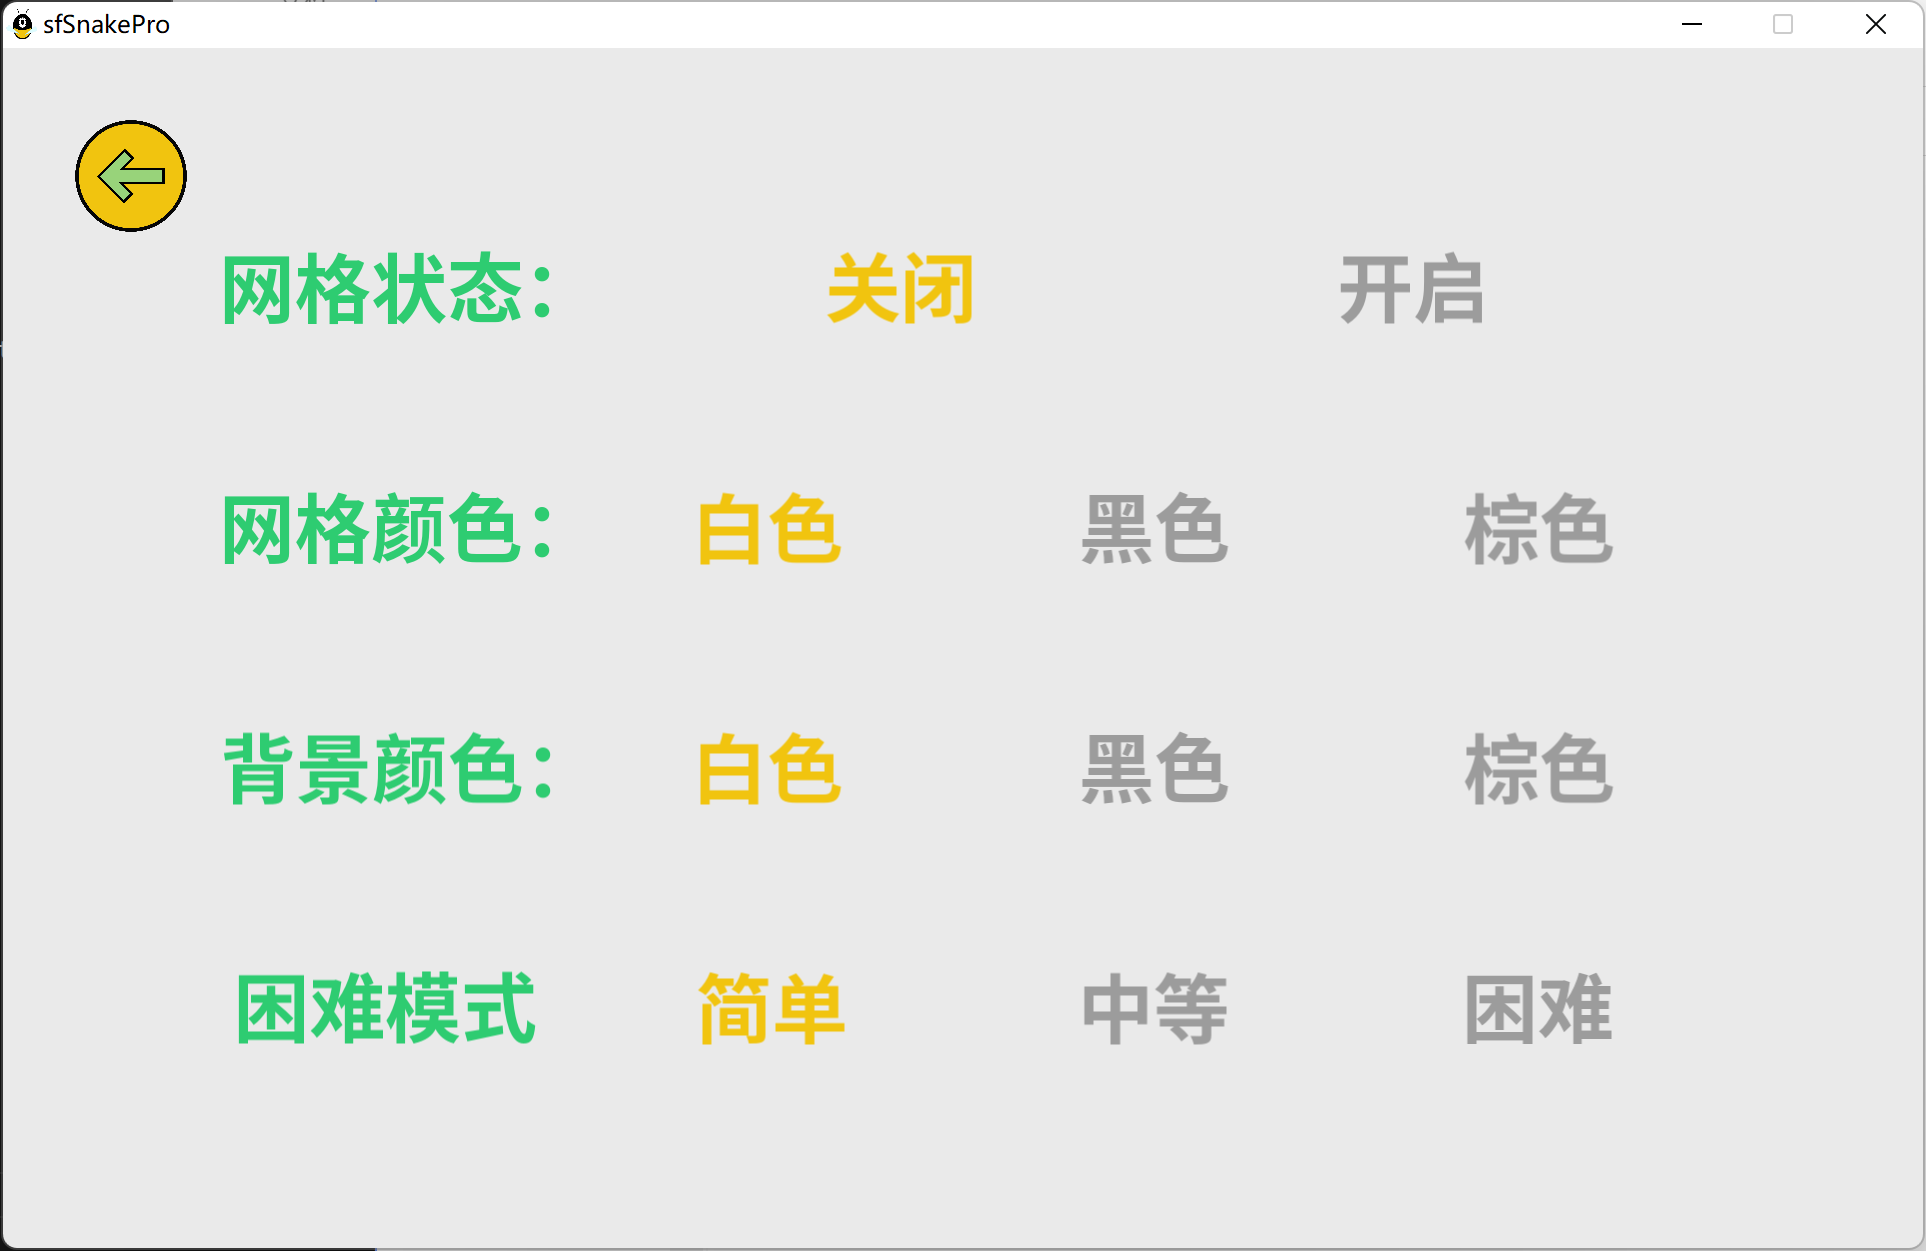 sfSnakePro
网格状态： 关闭 开启
网格颜色： 白色 黑色 棕色
背景颜色： 白色 黑色 棕色
困难模式 简单 中等 困难